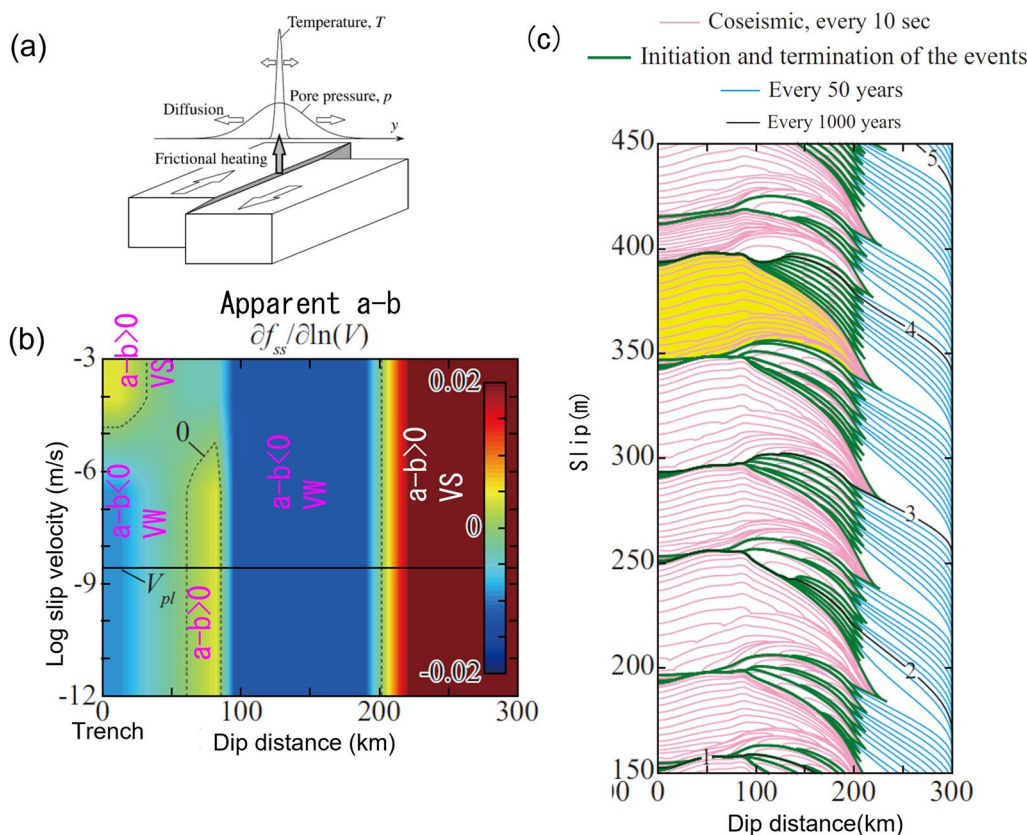 (a)
Temperature, T
Diffusion
Pore pressure, p
y
Frictional heating
Apparent a-b
(b)
∂f_ss/∂ln(V)
-3
-6
-9
-12
Log slip velocity (m/s)
a-b>0
VS
a-b<0
VW
0
a-b>0
V_pl
a-b<0
VW
a-b>0
VS
0.02
0
-0.02
0
100
200
300
Trench
Dip distance (km)
(c)
Coseismic, every 10 sec
Initiation and termination of the events
Every 50 years
Every 1000 years
450
400
350
300
250
200
150
Slip(m)
5
4
3
2
1
00
0
100
200
300
Dip distance(km)